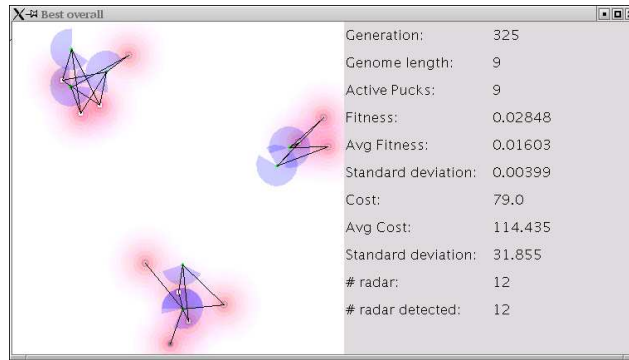 Best overall
Generation: 325
Genome length: 9
Active Pucks: 9
Fitness: 0.02848
Avg Fitness: 0.01603
Standard deviation: 0.00399
Cost: 79.0
Avg Cost: 114.435
Standard deviation: 31.855
# radar: 12
# radar detected: 12